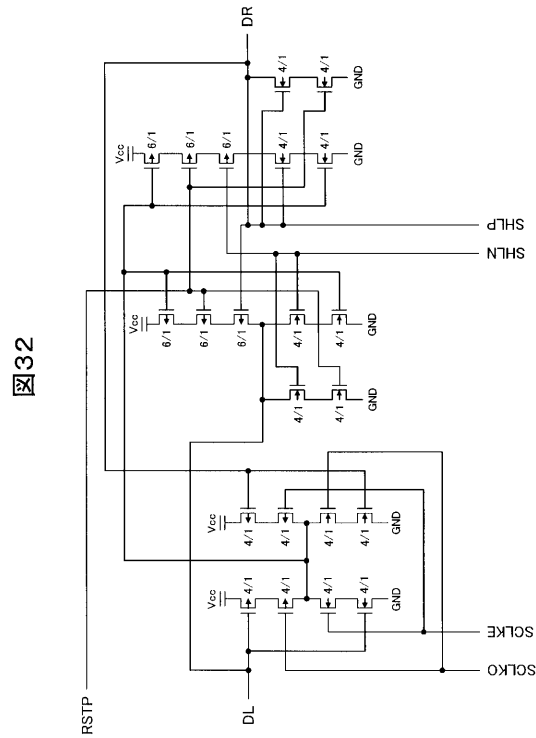 図32
RSTP
DR
Vcc
6/1
6/1
6/1
4/1
4/1
GND
4/1
4/1
GND
Vcc
6/1
6/1
6/1
4/1
4/1
GND
4/1
4/1
GND
SHLP
SHLN
Vcc
4/1
4/1
4/1
4/1
GND
Vcc
4/1
4/1
4/1
4/1
GND
DL
SCLKE
SCLKO